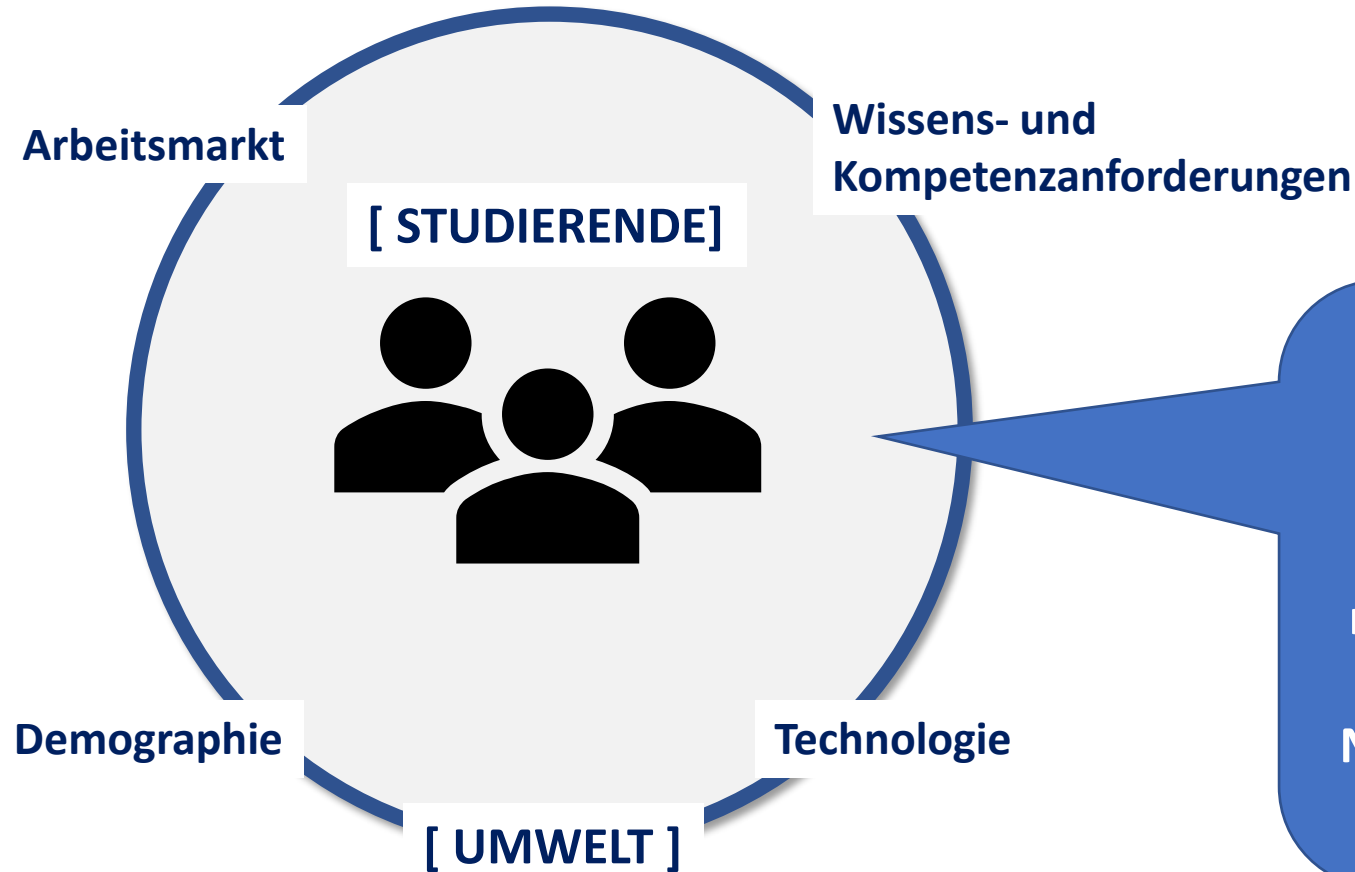 Arbeitsmarkt
Wissens- und
Kompetenzanforderungen
[ STUDIERENDE]
Demographie
Technologie
[ UMWELT ]